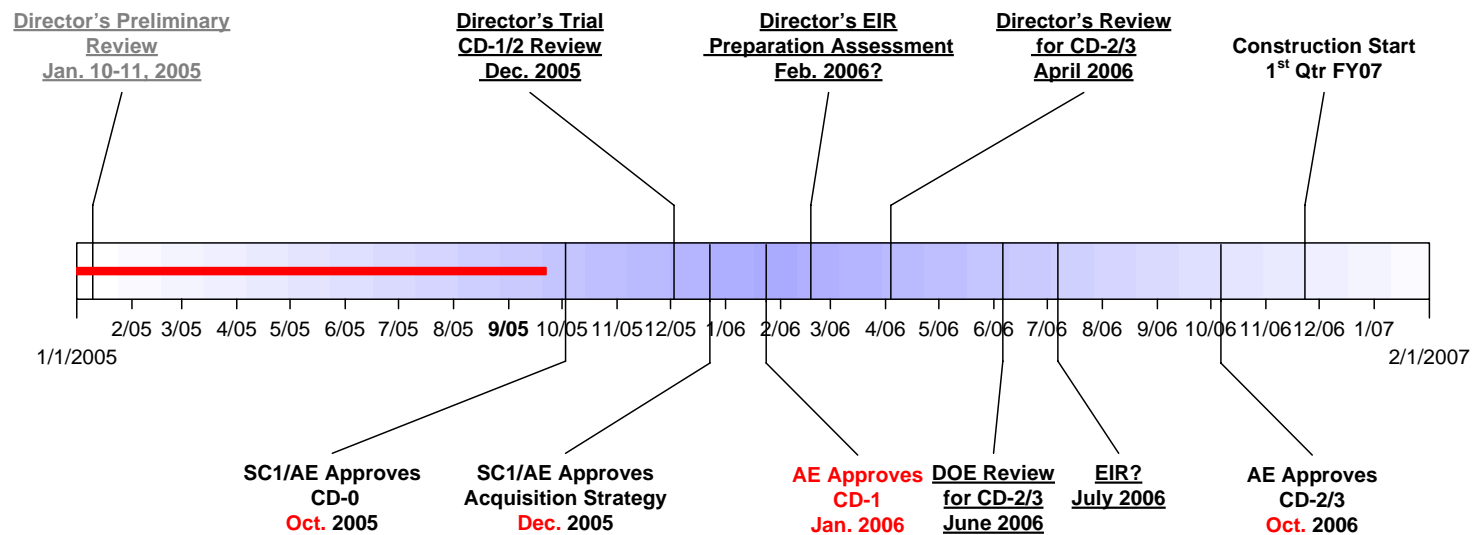 Director’s Preliminary
Review
Jan. 10-11, 2005
Director’s Trial
CD-1/2 Review
Dec. 2005
Director’s EIR
Preparation Assessment
Feb. 2006?
Director’s Review
for CD-2/3
April 2006
Construction Start
1st Qtr FY07
2/05 3/05 4/05 5/05 6/05 7/05 8/05 9/05 10/05 11/05 12/05 1/06 2/06 3/06 4/06 5/06 6/06 7/06 8/06 9/06 10/06 11/06 12/06 1/07
1/1/2005 2/1/2007
SC1/AE Approves
CD-0
Oct. 2005
SC1/AE Approves
Acquisition Strategy
Dec. 2005
AE Approves
CD-1
Jan. 2006
DOE Review
for CD-2/3
June 2006
EIR?
July 2006
AE Approves
CD-2/3
Oct. 2006